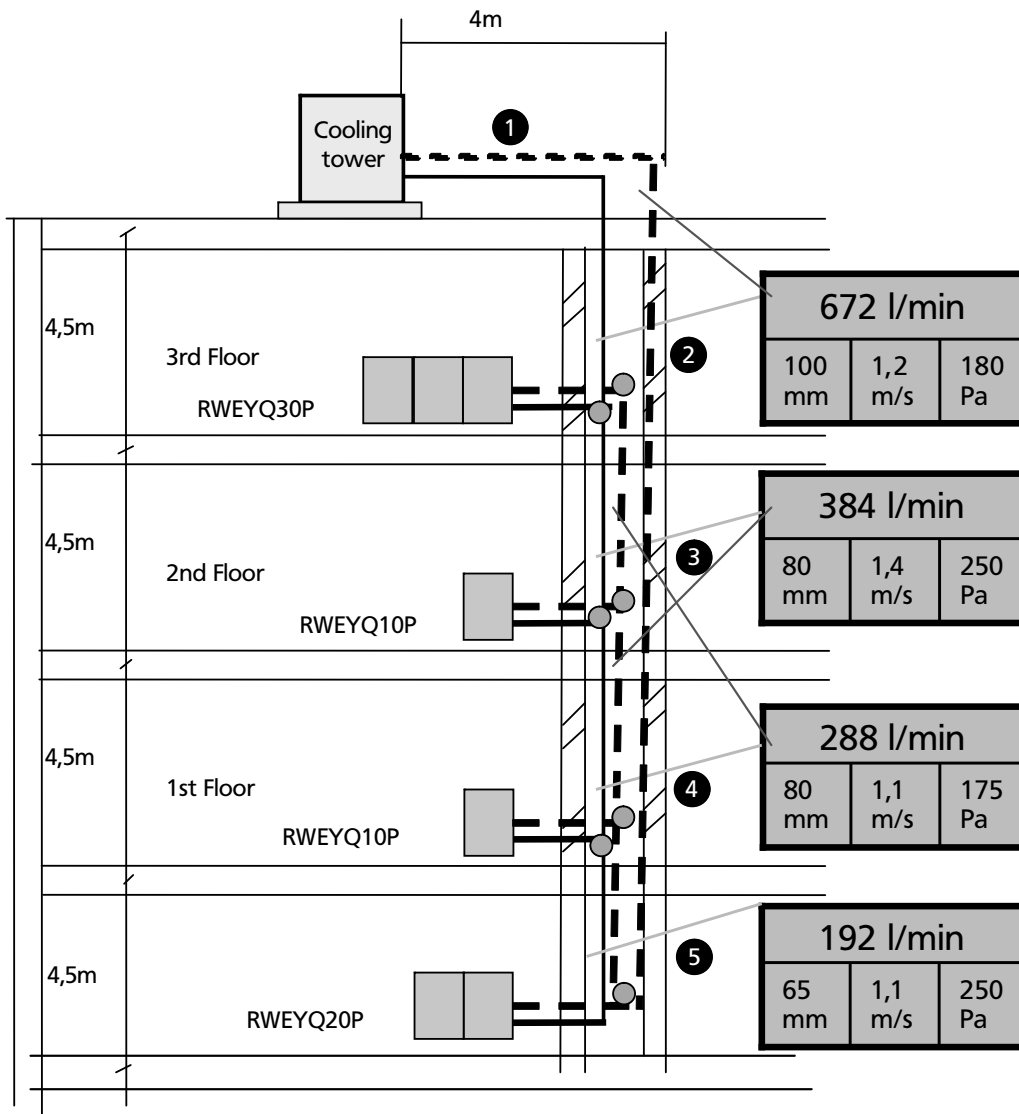 4m
1
Cooling
tower
672 l/min
100
mm
1,2
m/s
180
Pa
4,5m
3rd Floor
RWEYQ30P
2
384 l/min
80
mm
1,4
m/s
250
Pa
4,5m
2nd Floor
RWEYQ10P
3
288 l/min
80
mm
1,1
m/s
175
Pa
4,5m
1st Floor
RWEYQ10P
4
192 l/min
65
mm
1,1
m/s
250
Pa
4,5m
RWEYQ20P
5